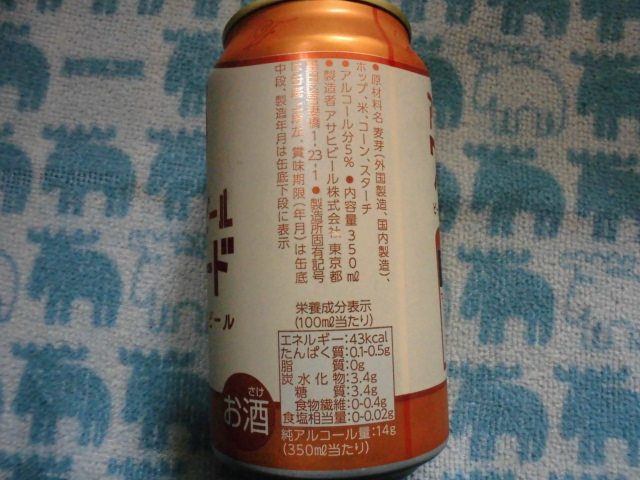 ●原材料名 麦芽(外国製造、国内製造)、
ホップ、米、コーン、スターチ
●アルコール分5% ●内容量350㎖
●製造者 アサヒビール株式会社 東京都
1-23-1 ●製造所固有記号
賞味期限(年月)は缶底
中段、製造年月は缶底下段に表示
栄養成分表示
(100㎖当たり)
エネルギー:43kcal
たんぱく質:0.1-0.5g
脂質:0g
炭水化物:3.4g
糖質:3.4g
食物繊維:0-0.4g
食塩相当量:0-0.02g
純アルコール量:14g
(350㎖当たり)
さけ
お酒
ール
ード
ビール